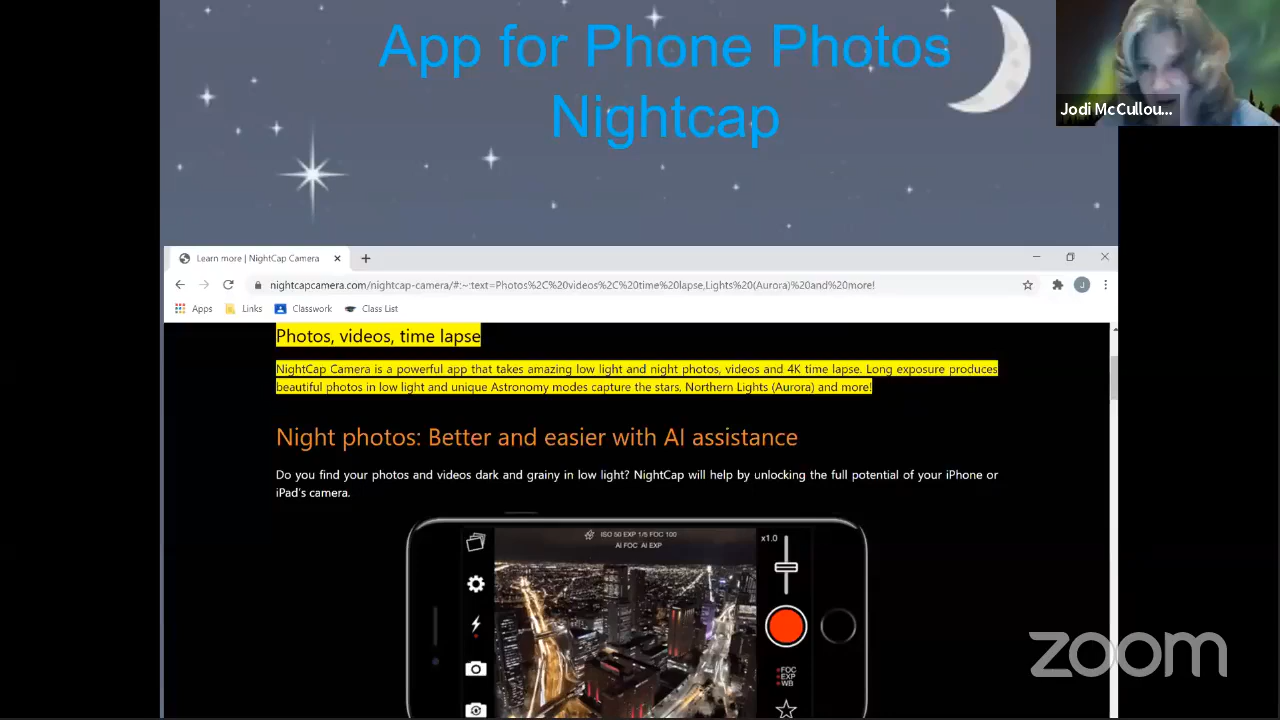 App for Phone Photos
Nightcap
Jodi McCullou...
Learn more | NightCap Camera
nightcapcamera.com/nightcap-camera/#:~:text=Photos%2C%20videos%2C%20time%20lapse,Lights%20(Aurora)%20and%20more!
J
Apps Links Classwork Class List
Photos, videos, time lapse
NightCap Camera is a powerful app that takes amazing low light and night photos, videos and 4K time lapse. Long exposure produces
beautiful photos in low light and unique Astronomy modes capture the stars, Northern Lights (Aurora) and more!
Night photos: Better and easier with AI assistance
Do you find your photos and videos dark and grainy in low light? NightCap will help by unlocking the full potential of your iPhone or
iPad's camera.
ISO 50 EXP 1/5 FOC 100
AI FOC AI EXP
x1.0
FOC
EXP
WB
zoom